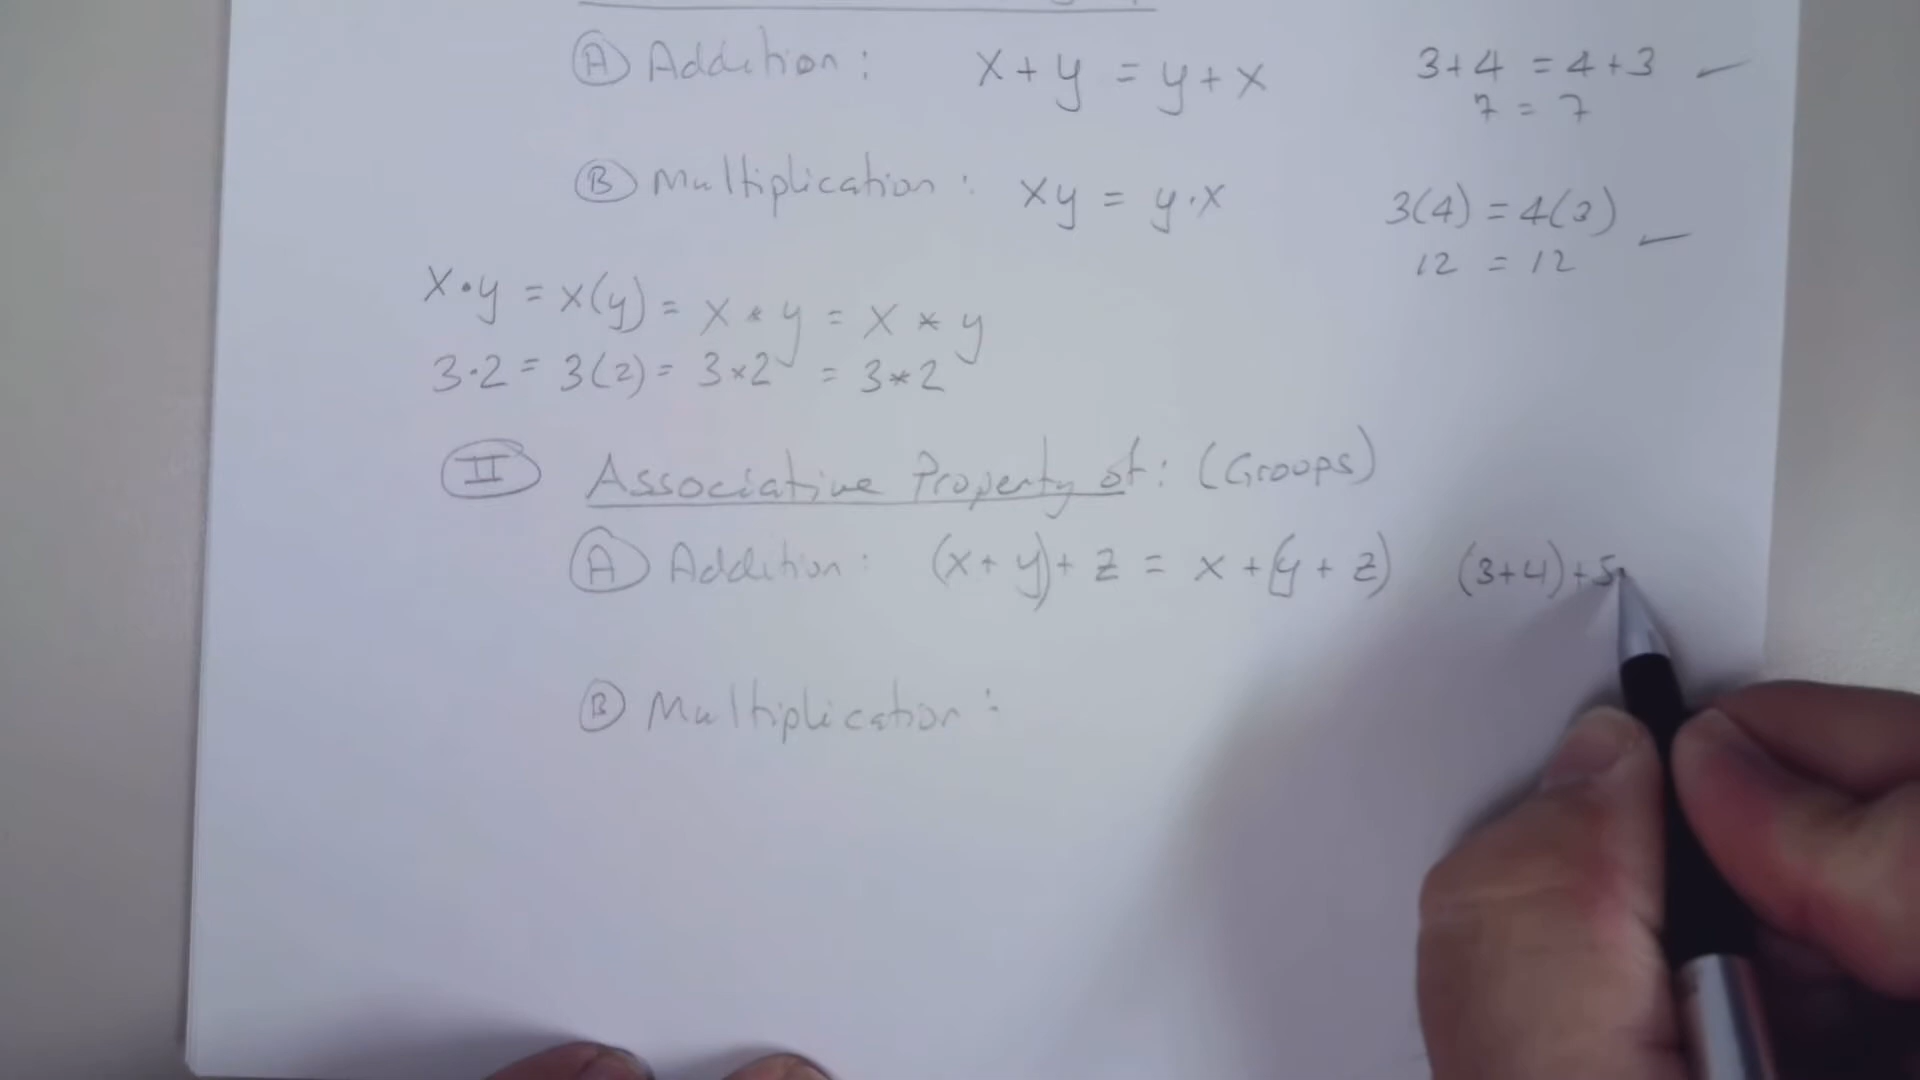 Ⓐ Addition: x + y = y + x 3+4 = 4+3
7 = 7
Ⓑ Multiplication: xy = y·x 3(4) = 4(3)
12 = 12
x·y = x(y) = x * y = x * y
3·2 = 3(2) = 3×2 = 3*2
II Associative Property of: (Groups)
Ⓐ Addition: (x + y) + z = x + (y + z) (3+4)+5
Ⓑ Multiplication: